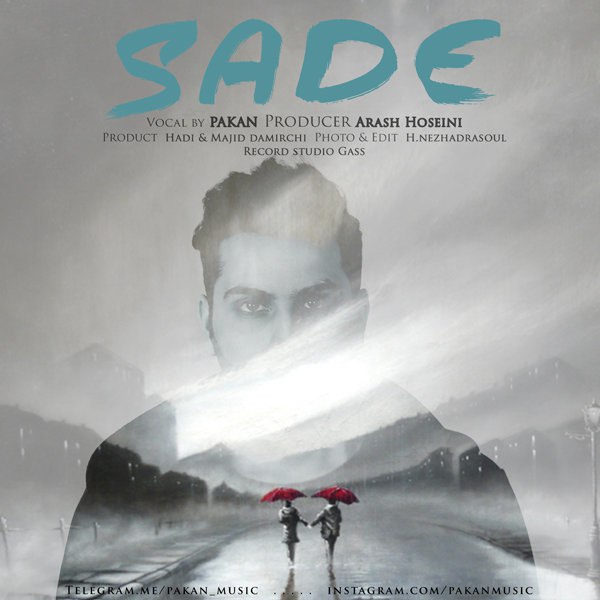 SADE
VOCAL BY PAKAN PRODUCER ARASH HOSEINI
PRODUCT HADI & MAJID DAMIRCHI PHOTO & EDIT H.NEZHADRASOUL
RECORD STUDIO GASS
TELEGRAM.ME/PAKAN_MUSIC ..... INSTAGRAM.COM/PAKANMUSIC